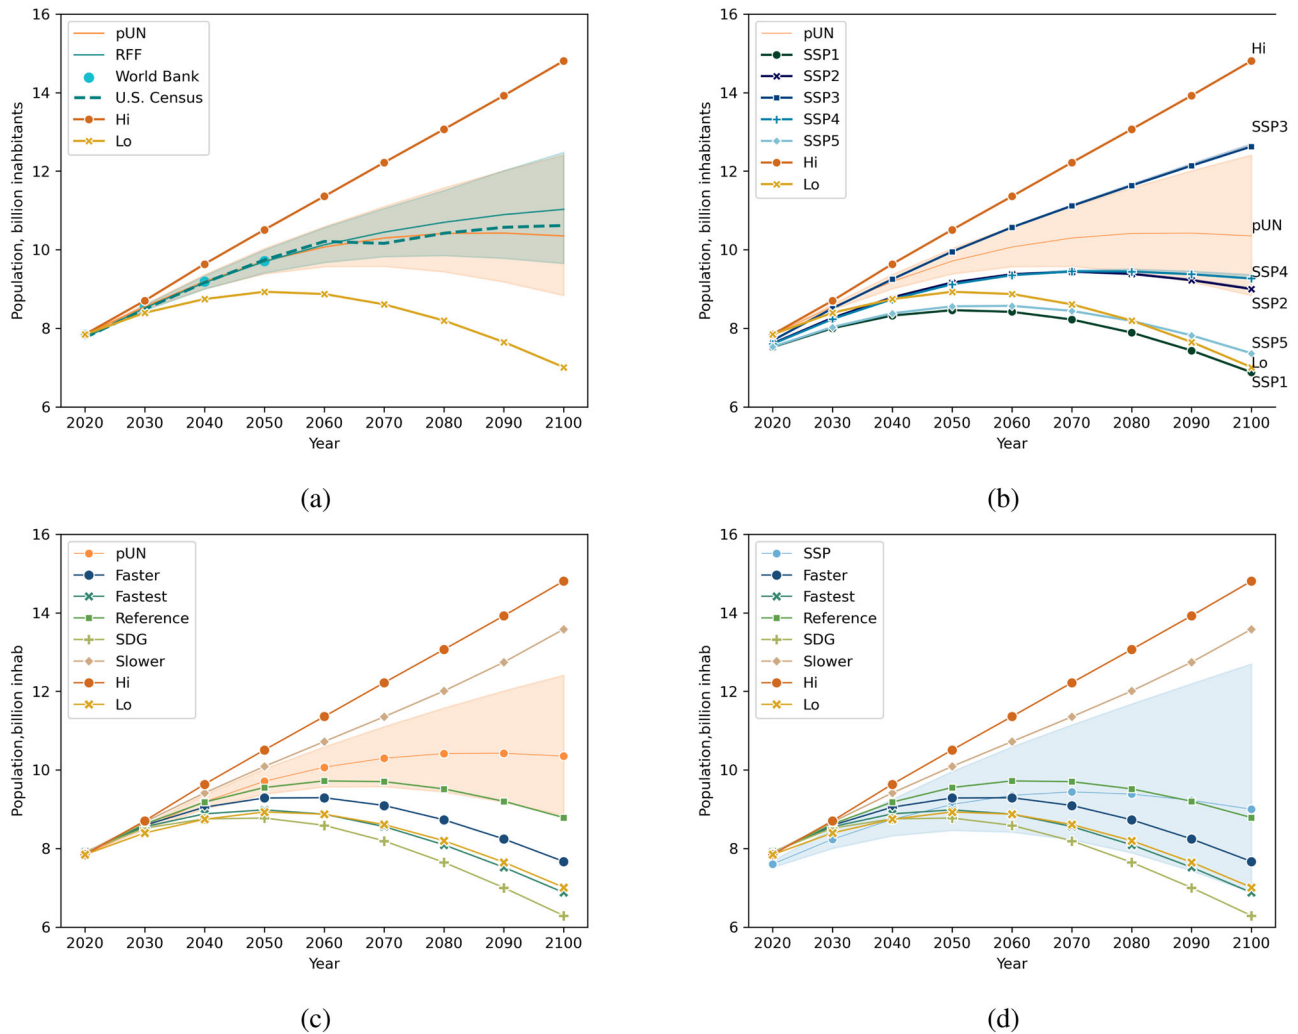 16
14
12
10
8
6
Population, billion inahbitants
pUN
RFF
World Bank
U.S. Census
Hi
Lo
2020 2030 2040 2050 2060 2070 2080 2090 2100
Year
(a)
16
14
12
10
8
6
Population, billion inhabitants
pUN
SSP1
SSP2
SSP3
SSP4
SSP5
Hi
Lo
Hi
SSP3
pUN
SSP4
SSP2
SSP5
Lo
SSP1
2020 2030 2040 2050 2060 2070 2080 2090 2100
Year
(b)
16
14
12
10
8
6
Population,billion inhab
pUN
Faster
Fastest
Reference
SDG
Slower
Hi
Lo
2020 2030 2040 2050 2060 2070 2080 2090 2100
Year
(c)
16
14
12
10
8
6
Population,billion inhab
SSP
Faster
Fastest
Reference
SDG
Slower
Hi
Lo
2020 2030 2040 2050 2060 2070 2080 2090 2100
Year
(d)